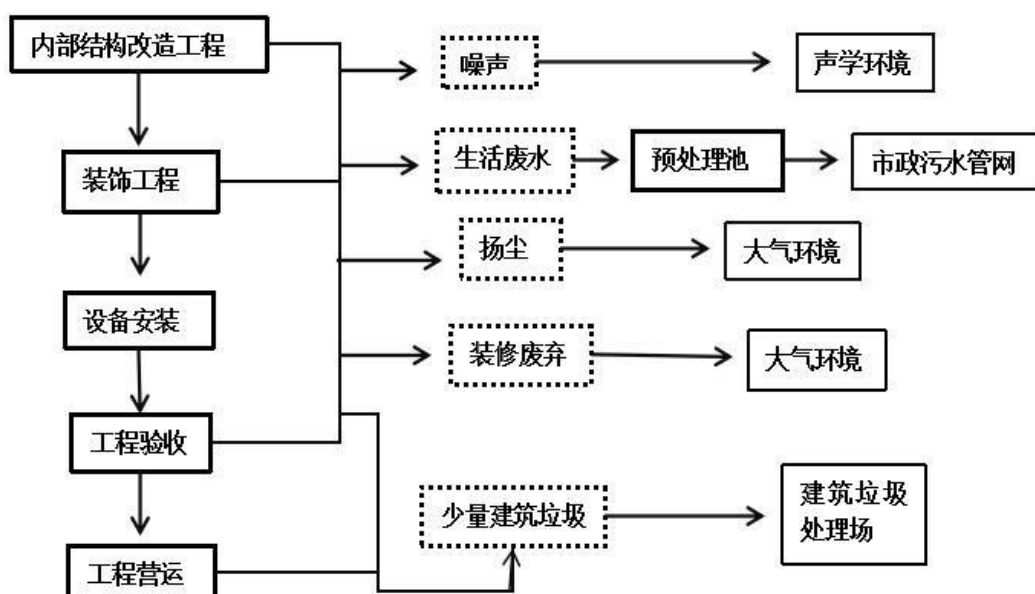 内部结构改造工程
噪声
声学环境
装饰工程
生活废水
预处理池
市政污水管网
扬尘
大气环境
设备安装
装修废弃
大气环境
工程验收
少量建筑垃圾
建筑垃圾
处理场
工程营运